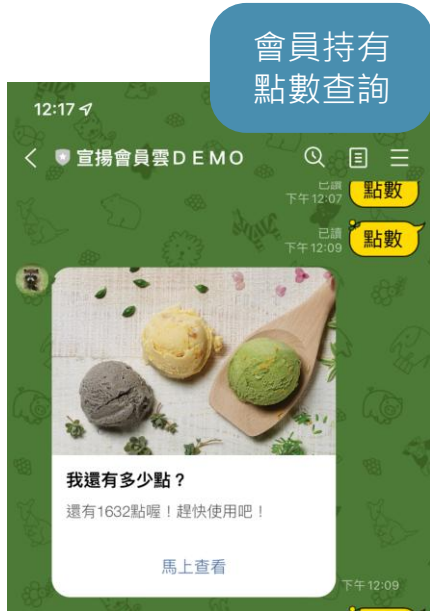 會員持有
點數查詢
12:17
宣揚會員雲DEMO
已讀
下午12:07
點數
已讀
下午12:09
點數
我還有多少點？
還有1632點喔！趕快使用吧！
馬上查看
下午12:09